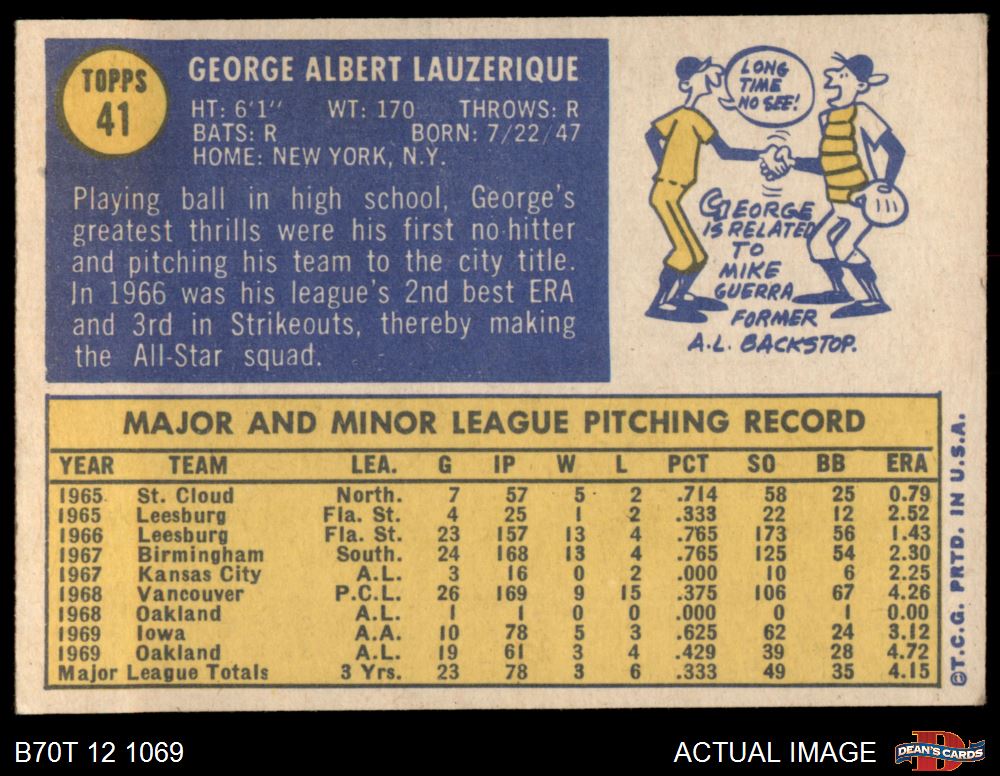 TOPPS
41
GEORGE ALBERT LAUZERIQUE
HT: 6'1" WT: 170 THROWS: R
BATS: R BORN: 7/22/47
HOME: NEW YORK, N.Y.
Playing ball in high school, George's
greatest thrills were his first no-hitter
and pitching his team to the city title.
In 1966 was his league's 2nd best ERA
and 3rd in Strikeouts, thereby making
the All-Star squad.
LONG
TIME
NO SEE!
GEORGE
IS RELATED
TO
MIKE
GUERRA
FORMER
A.L. BACKSTOP.
MAJOR AND MINOR LEAGUE PITCHING RECORD
YEAR TEAM LEA. G IP W L PCT SO BB ERA
1965 St. Cloud North. 7 57 5 2 .714 58 25 0.79
1965 Leesburg Fla. St. 4 25 1 2 .333 22 12 2.52
1966 Leesburg Fla. St. 23 157 13 4 .765 173 56 1.43
1967 Birmingham South. 24 168 13 4 .765 125 54 2.30
1967 Kansas City A.L. 3 16 0 2 .000 10 6 2.25
1968 Vancouver P.C.L. 26 169 9 15 .375 106 67 4.26
1968 Oakland A.L. 1 1 0 0 .000 0 1 0.00
1969 Iowa A.A. 10 78 5 3 .625 62 24 3.12
1969 Oakland A.L. 19 61 3 4 .429 39 28 4.72
Major League Totals 3 Yrs. 23 78 3 6 .333 49 35 4.15
©T.C.G. PRTD. IN U.S.A.
B70T 12 1069
ACTUAL IMAGE
DEAN'S CARDS